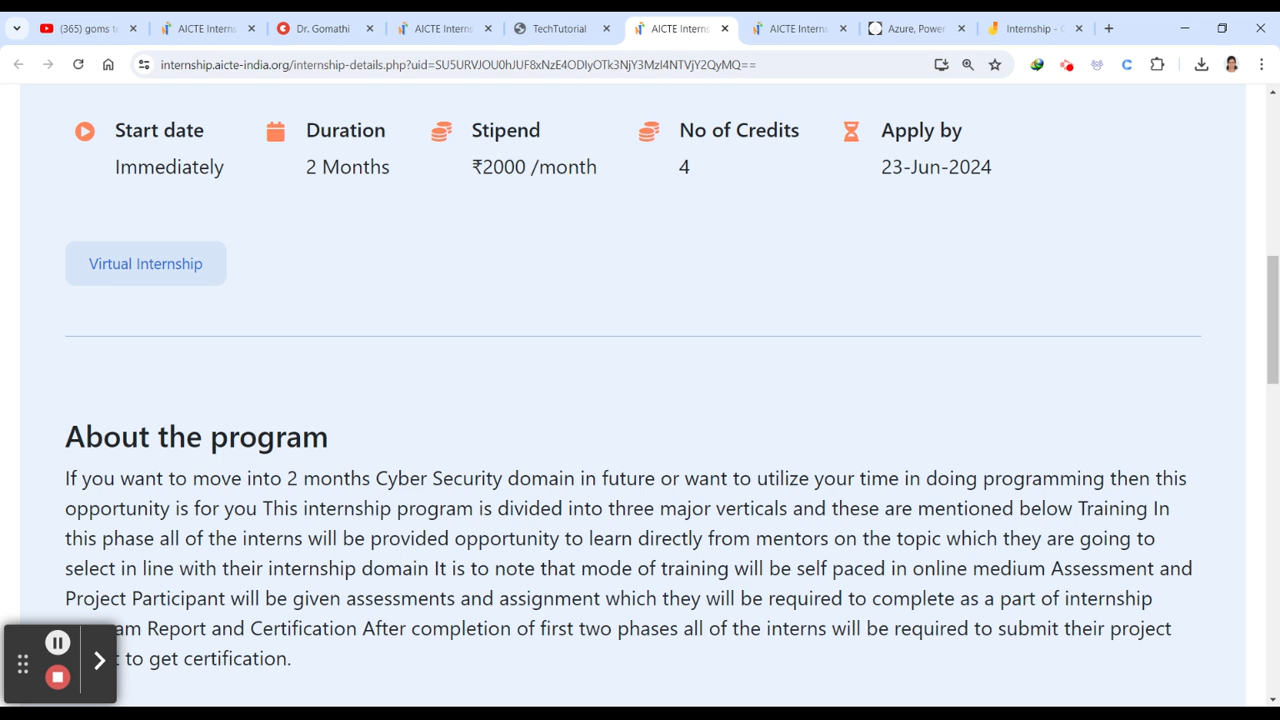 (365) goms t
AICTE Interns
Dr. Gomathi
AICTE Intern
TechTutorial
AICTE Interns
AICTE Interns
Azure, Power
Internship - C
internship.aicte-india.org/internship-details.php?uid=SU5URVJOU0hJUF8xNzE4ODIyOTk3NjY3MzI4NTVjY2QyMQ==
Start date
Duration
Stipend
No of Credits
Apply by
Immediately
2 Months
₹2000 /month
4
23-Jun-2024
Virtual Internship
About the program
If you want to move into 2 months Cyber Security domain in future or want to utilize your time in doing programming then this
opportunity is for you This internship program is divided into three major verticals and these are mentioned below Training In
this phase all of the interns will be provided opportunity to learn directly from mentors on the topic which they are going to
select in line with their internship domain It is to note that mode of training will be self paced in online medium Assessment and
Project Participant will be given assessments and assignment which they will be required to complete as a part of internship
am Report and Certification After completion of first two phases all of the interns will be required to submit their project
to get certification.